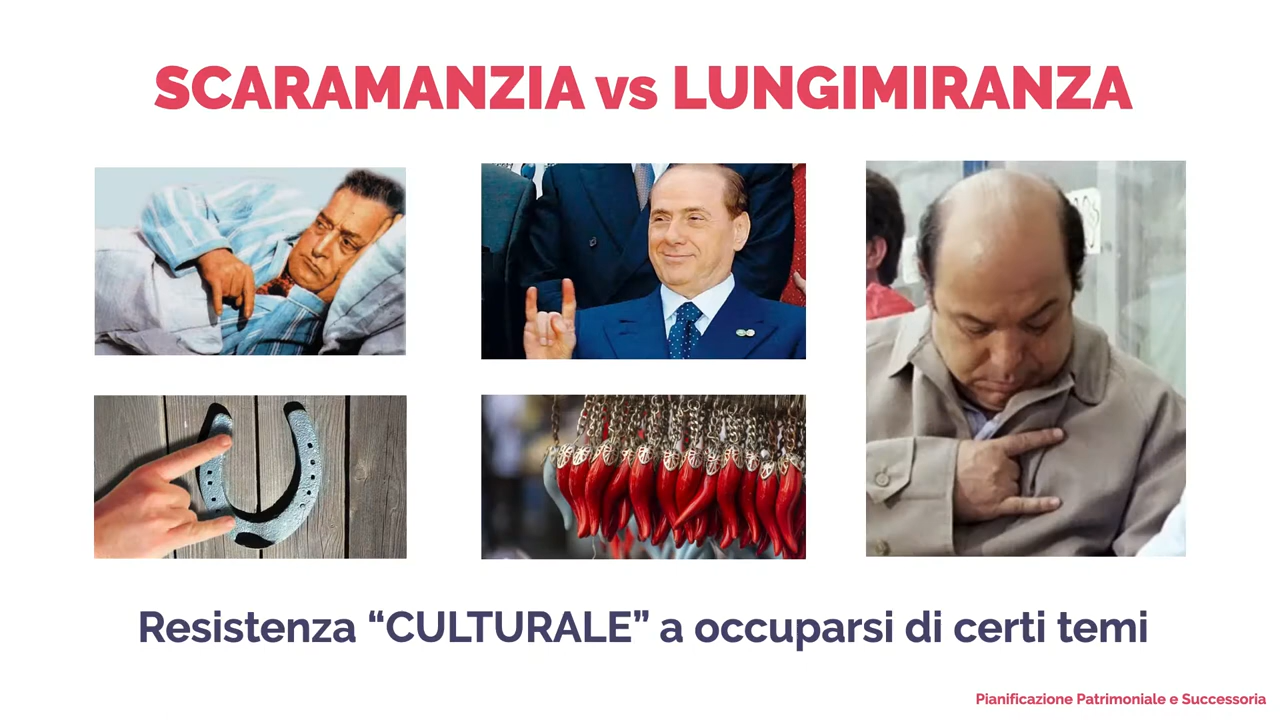 SCARAMANZIA vs LUNGIMIRANZA
Resistenza “CULTURALE” a occuparsi di certi temi
Pianificazione Patrimoniale e Successoria